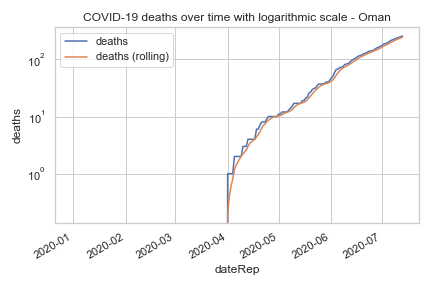 COVID-19 deaths over time with logarithmic scale - Oman
deaths
deaths (rolling)
10²
10¹
10⁰
deaths
2020-01
2020-02
2020-03
2020-04
2020-05
2020-06
2020-07
dateRep